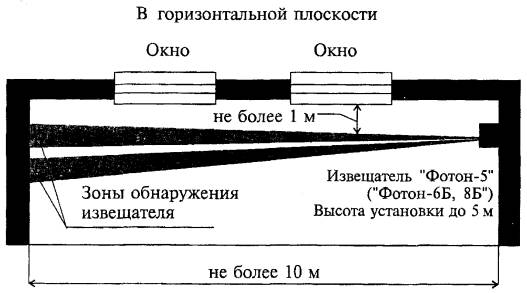 В горизонтальной плоскости
Окно
Окно
не более 1 м
Зоны обнаружения
извещателя
Извещатель "Фотон-5"
("Фотон-6Б, 8Б")
Высота установки до 5 м
не более 10 м